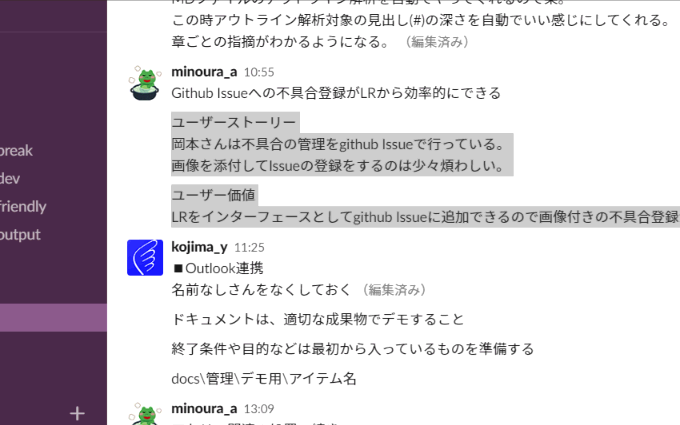 この時アウトライン解析対象の見出し(#)の深さを自動でいい感じにしてくれる。
章ごとの指摘がわかるようになる。 （編集済み）
minoura_a 10:55
Github Issueへの不具合登録がLRから効率的にできる
ユーザーストーリー
岡本さんは不具合の管理をgithub Issueで行っている。
画像を添付してIssueの登録をするのは少々煩わしい。
ユーザー価値
LRをインターフェースとしてgithub Issueに追加できるので画像付きの不具合登録
kojima_y 11:25
■Outlook連携
名前なしさんをなくしておく （編集済み）
ドキュメントは、適切な成果物でデモすること
終了条件や目的などは最初から入っているものを準備する
docs\管理\デモ用\アイテム名
minoura_a 13:09
break
dev
friendly
output
+